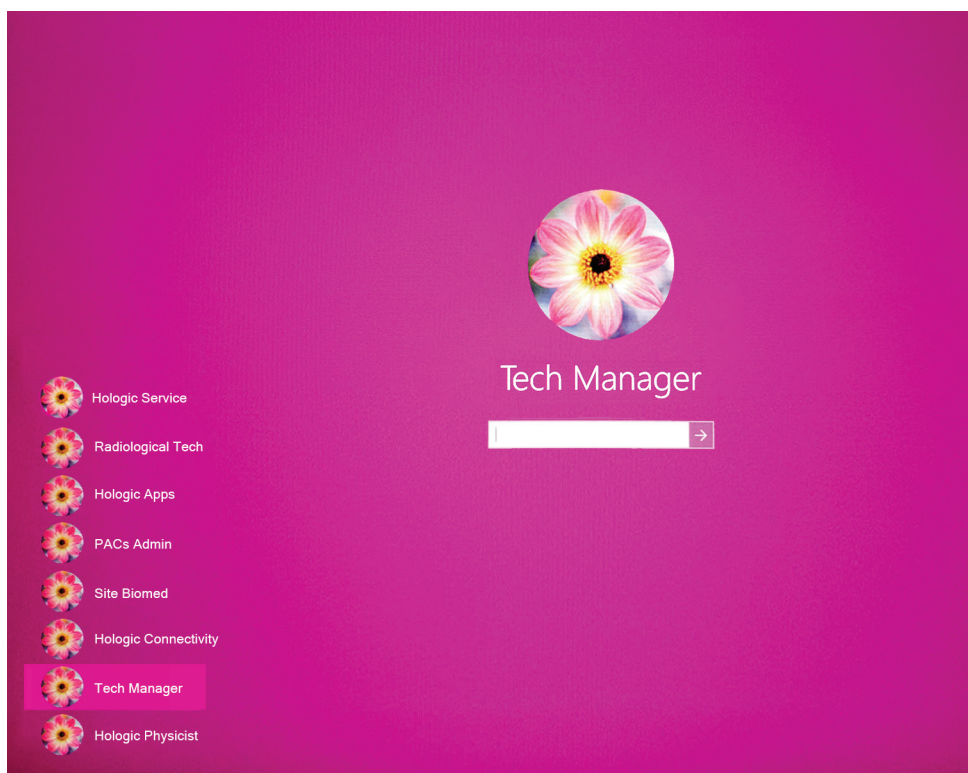 Tech Manager
Hologic Service
Radiological Tech
Hologic Apps
PACs Admin
Site Biomed
Hologic Connectivity
Tech Manager
Hologic Physicist